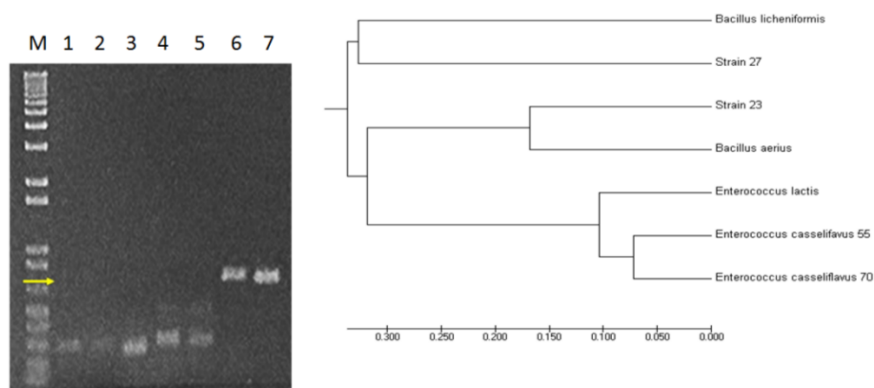 M 1 2 3 4 5 6 7
Bacillus licheniformis
Strain 27
Strain 23
Bacillus aerius
Enterococcus lactis
Enterococcus casselifavus 55
Enterococcus casseliflavus 70
0.300 0.250 0.200 0.150 0.100 0.050 0.000